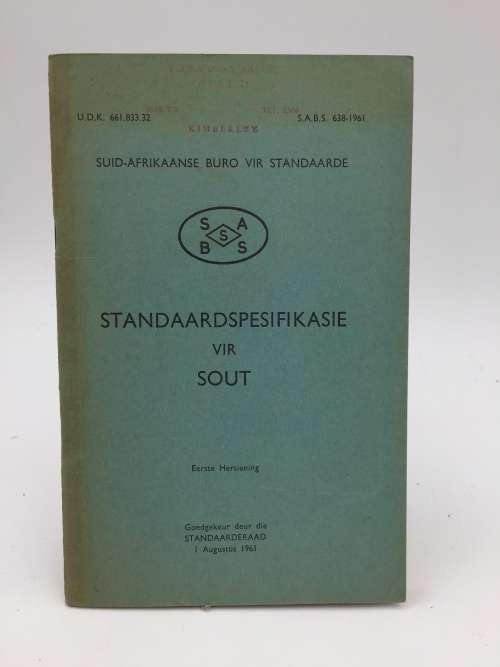 U.D.K. 661.833.32 S.A.B.S. 638-1961
KIMBERLEY
SUID-AFRIKAANSE BURO VIR STANDAARDE
S A
S
B S
STANDAARDSPESIFIKASIE
VIR
SOUT
Eerste Hersiening
Goedgekeur deur die
STANDAARDERAAD
1 Augustus 1961